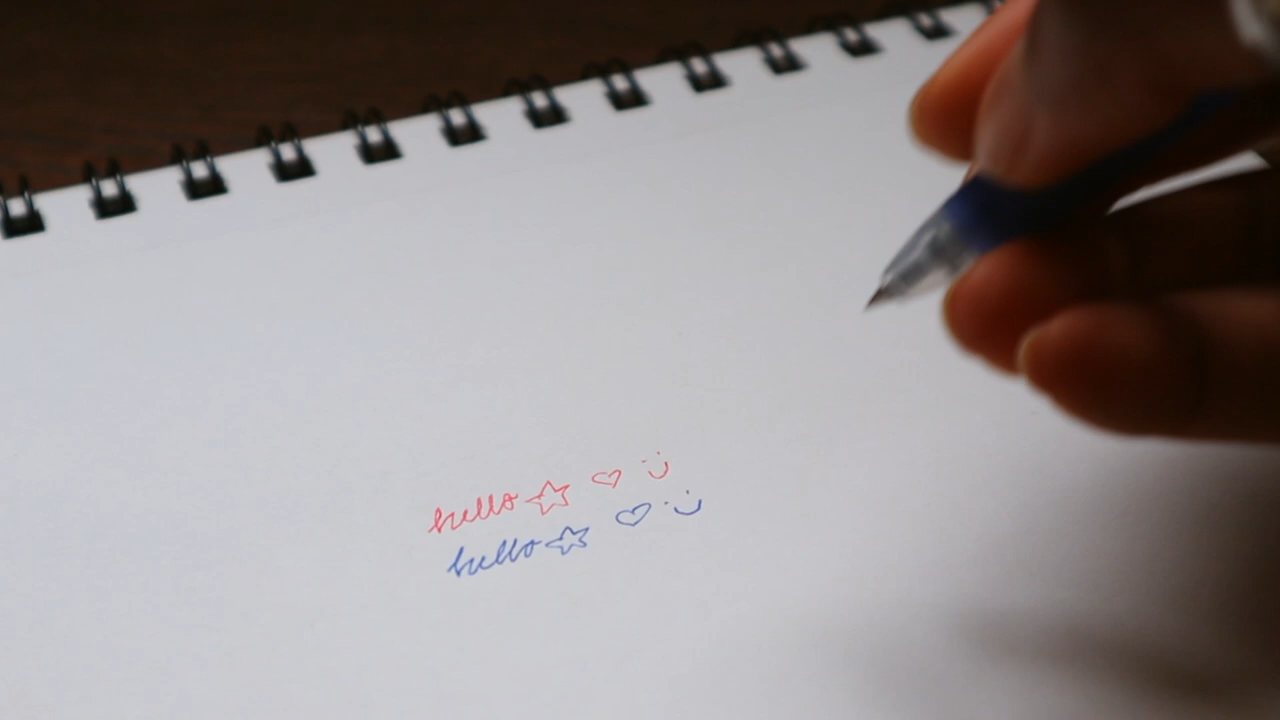 hello ☆ ♡ :)
hello ☆ ♡ :)